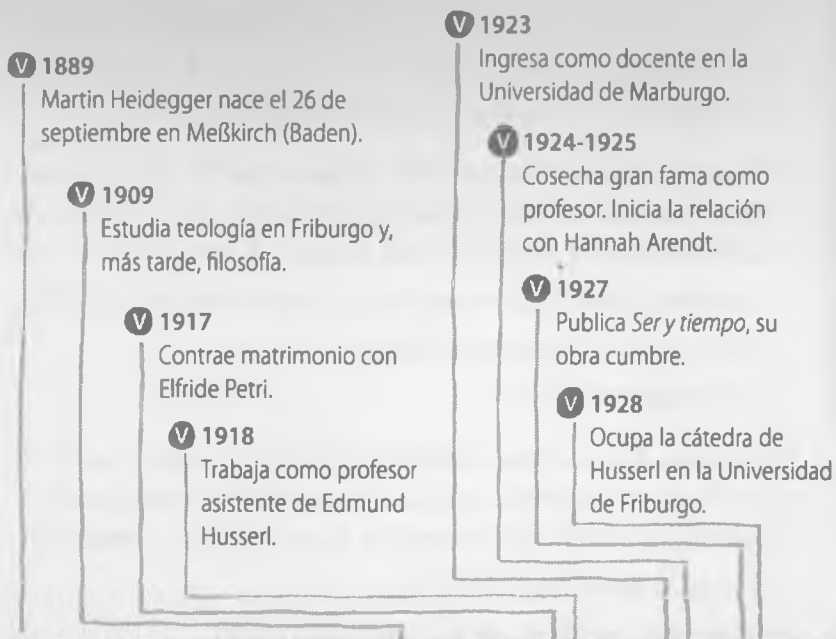 V 1889
Martin Heidegger nace el 26 de
septiembre en Meßkirch (Baden).
V 1909
Estudia teología en Friburgo y,
más tarde, filosofía.
V 1917
Contrae matrimonio con
Elfride Petri.
V 1918
Trabaja como profesor
asistente de Edmund
Husserl.
V 1923
Ingresa como docente en la
Universidad de Marburgo.
V 1924-1925
Cosecha gran fama como
profesor. Inicia la relación
con Hannah Arendt.
V 1927
Publica Ser y tiempo, su
obra cumbre.
V 1928
Ocupa la cátedra de
Husserl en la Universidad
de Friburgo.